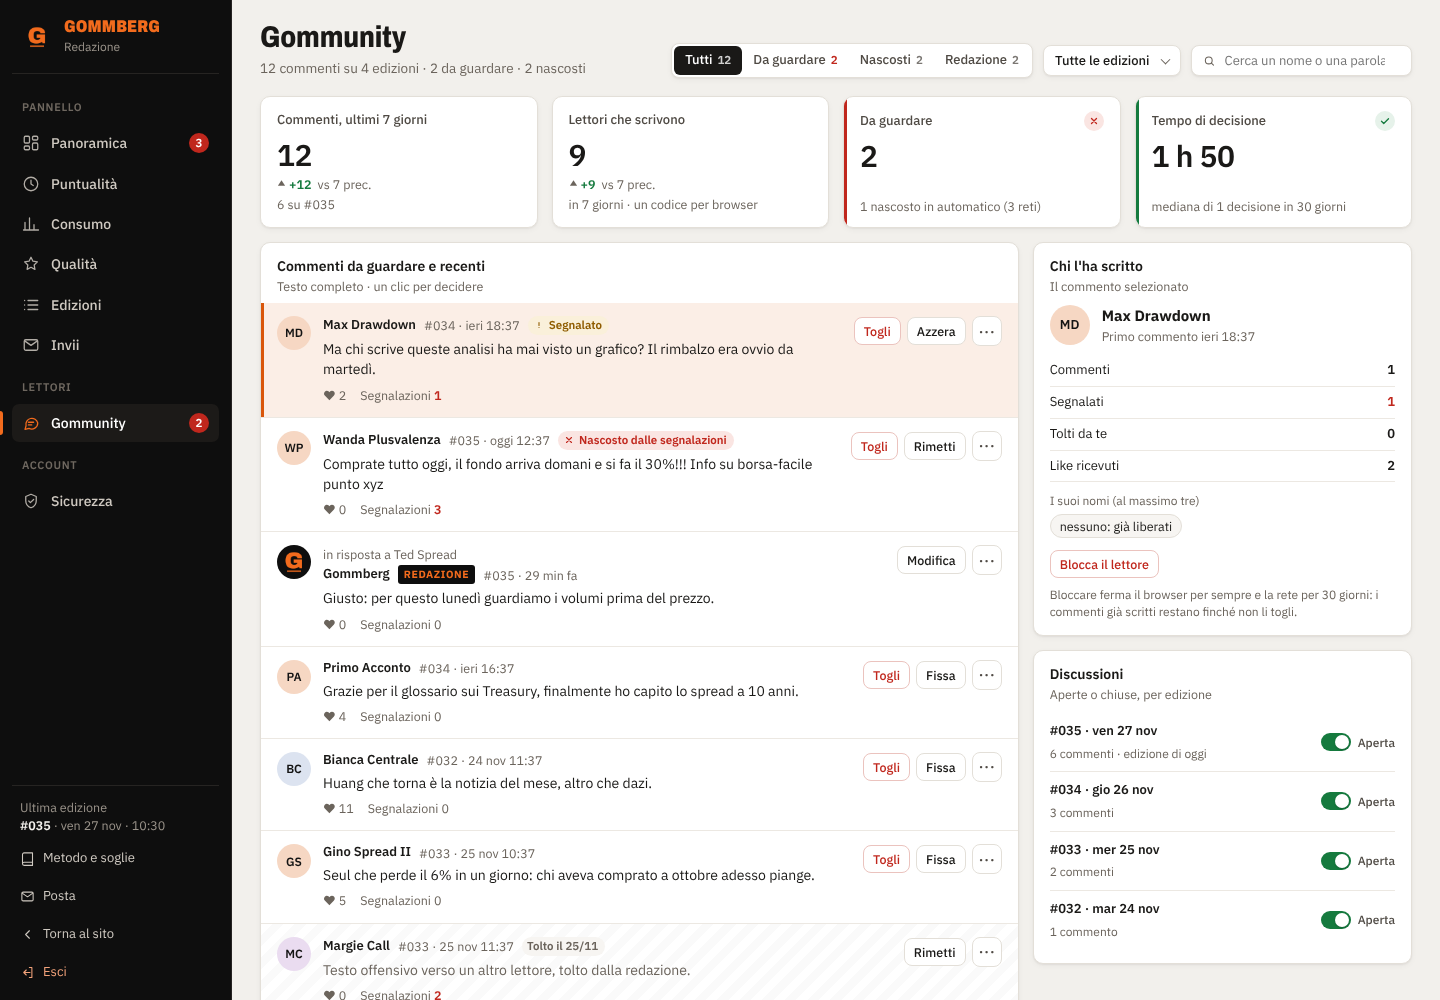 GOMMBERG
Redazione
PANNELLO
Panoramica 3
Puntualità
Consumo
Qualità
Edizioni
Invii
LETTORI
Gommunity 2
ACCOUNT
Sicurezza
Ultima edizione
#035 · ven 27 nov · 10:30
Metodo e soglie
Posta
Torna al sito
Esci
Gommunity
12 commenti su 4 edizioni · 2 da guardare · 2 nascosti
Tutti 12 Da guardare 2 Nascosti 2 Redazione 2
Tutte le edizioni
Cerca un nome o una parola
Commenti, ultimi 7 giorni
12
+12 vs 7 prec.
6 su #035
Lettori che scrivono
9
+9 vs 7 prec.
in 7 giorni · un codice per browser
Da guardare
2
1 nascosto in automatico (3 reti)
Tempo di decisione
1 h 50
mediana di 1 decisione in 30 giorni
Commenti da guardare e recenti
Testo completo · un clic per decidere
MD
Max Drawdown #034 · ieri 18:37 ! Segnalato
Togli Azzera ···
Ma chi scrive queste analisi ha mai visto un grafico? Il rimbalzo era ovvio da
martedì.
2 Segnalazioni 1
WP
Wanda Plusvalenza #035 · oggi 12:37 Nascosto dalle segnalazioni
Togli Rimetti ···
Comprate tutto oggi, il fondo arriva domani e si fa il 30%!!! Info su borsa-facile
punto xyz
0 Segnalazioni 3
G
in risposta a Ted Spread
Gommberg REDAZIONE #035 · 29 min fa
Modifica ···
Giusto: per questo lunedì guardiamo i volumi prima del prezzo.
0 Segnalazioni 0
PA
Primo Acconto #034 · ieri 16:37
Togli Fissa ···
Grazie per il glossario sui Treasury, finalmente ho capito lo spread a 10 anni.
4 Segnalazioni 0
BC
Bianca Centrale #032 · 24 nov 11:37
Togli Fissa ···
Huang che torna è la notizia del mese, altro che dazi.
11 Segnalazioni 0
GS
Gino Spread II #033 · 25 nov 10:37
Togli Fissa ···
Seul che perde il 6% in un giorno: chi aveva comprato a ottobre adesso piange.
5 Segnalazioni 0
MC
Margie Call #033 · 25 nov 11:37 Tolto il 25/11
Rimetti ···
Testo offensivo verso un altro lettore, tolto dalla redazione.
0 Segnalazioni 2
Chi l'ha scritto
Il commento selezionato
MD
Max Drawdown
Primo commento ieri 18:37
Commenti 1
Segnalati 1
Tolti da te 0
Like ricevuti 2
I suoi nomi (al massimo tre)
nessuno: già liberati
Blocca il lettore
Bloccare ferma il browser per sempre e la rete per 30 giorni: i
commenti già scritti restano finché non li togli.
Discussioni
Aperte o chiuse, per edizione
#035 · ven 27 nov
6 commenti · edizione di oggi
Aperta
#034 · gio 26 nov
3 commenti
Aperta
#033 · mer 25 nov
2 commenti
Aperta
#032 · mar 24 nov
1 commento
Aperta